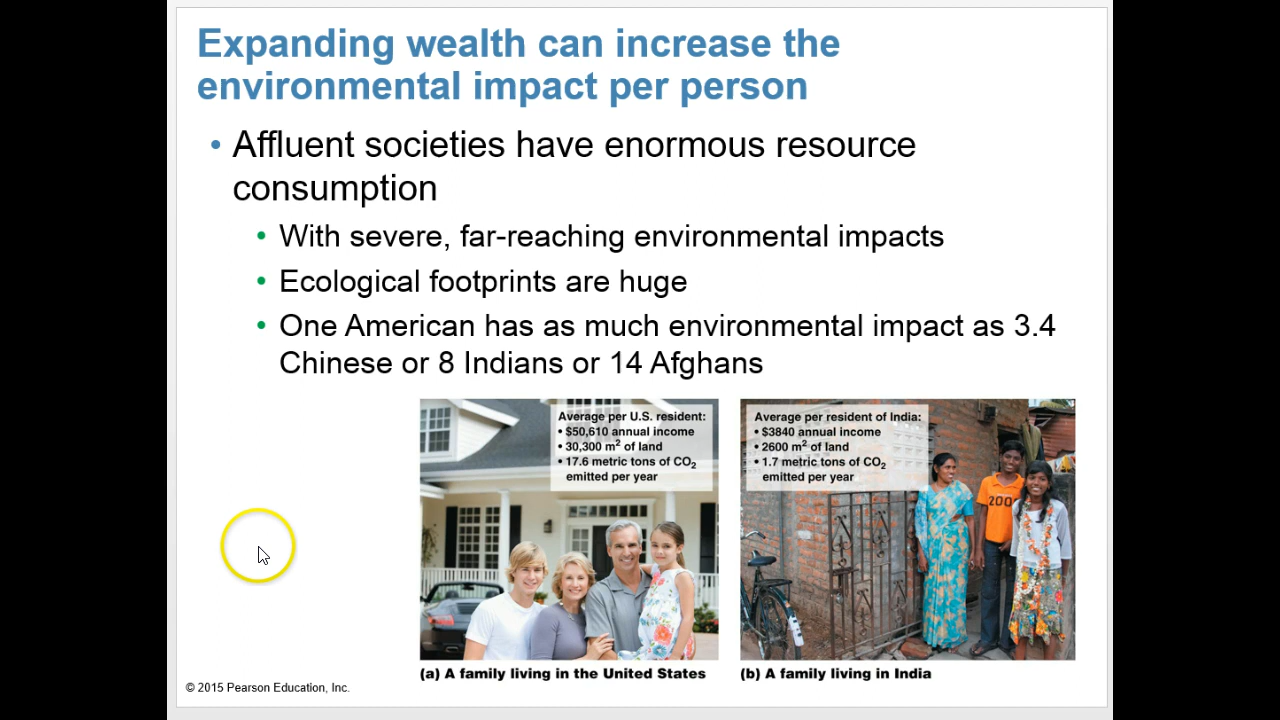 Expanding wealth can increase the
environmental impact per person
• Affluent societies have enormous resource
consumption
• With severe, far-reaching environmental impacts
• Ecological footprints are huge
• One American has as much environmental impact as 3.4
Chinese or 8 Indians or 14 Afghans
Average per U.S. resident:
• $50,610 annual income
• 30,300 m² of land
• 17.6 metric tons of CO₂
emitted per year
Average per resident of India:
• $3840 annual income
• 2600 m² of land
• 1.7 metric tons of CO₂
emitted per year
200
(a) A family living in the United States
(b) A family living in India
© 2015 Pearson Education, Inc.